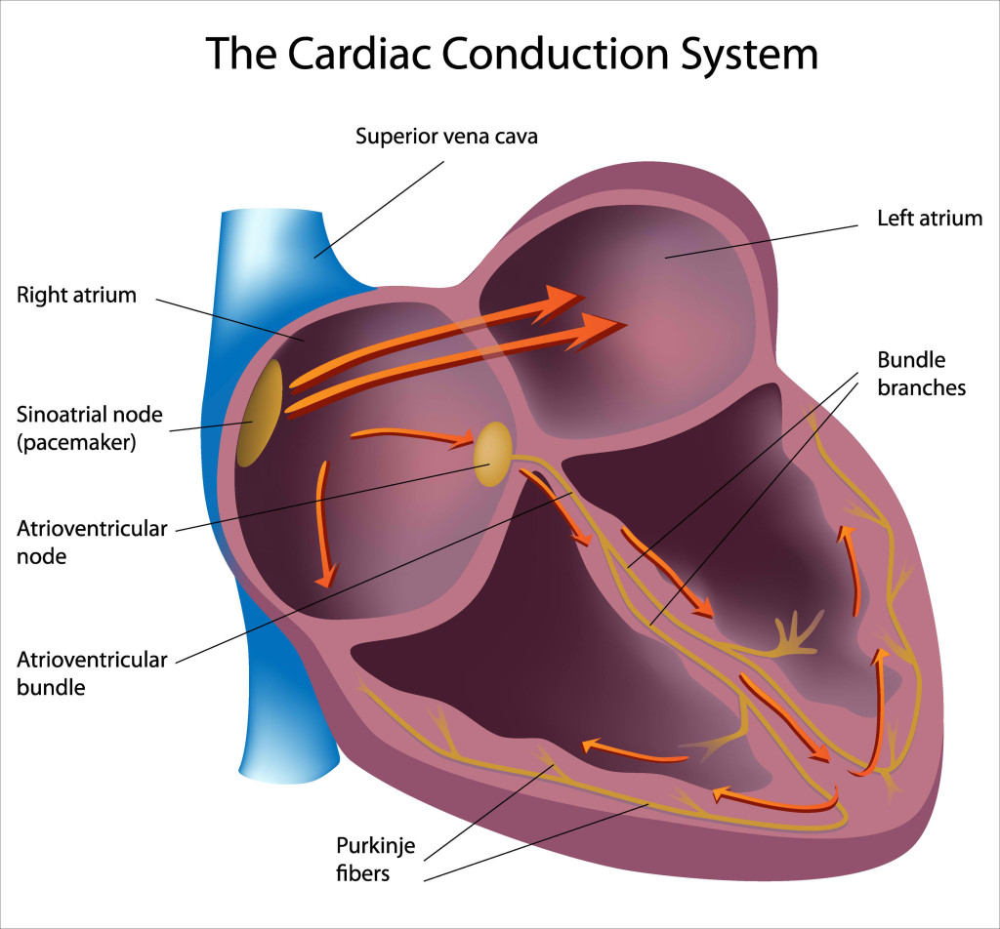 The Cardiac Conduction System
Superior vena cava
Left atrium
Right atrium
Bundle
branches
Sinoatrial node
(pacemaker)
Atrioventricular
node
Atrioventricular
bundle
Purkinje
fibers